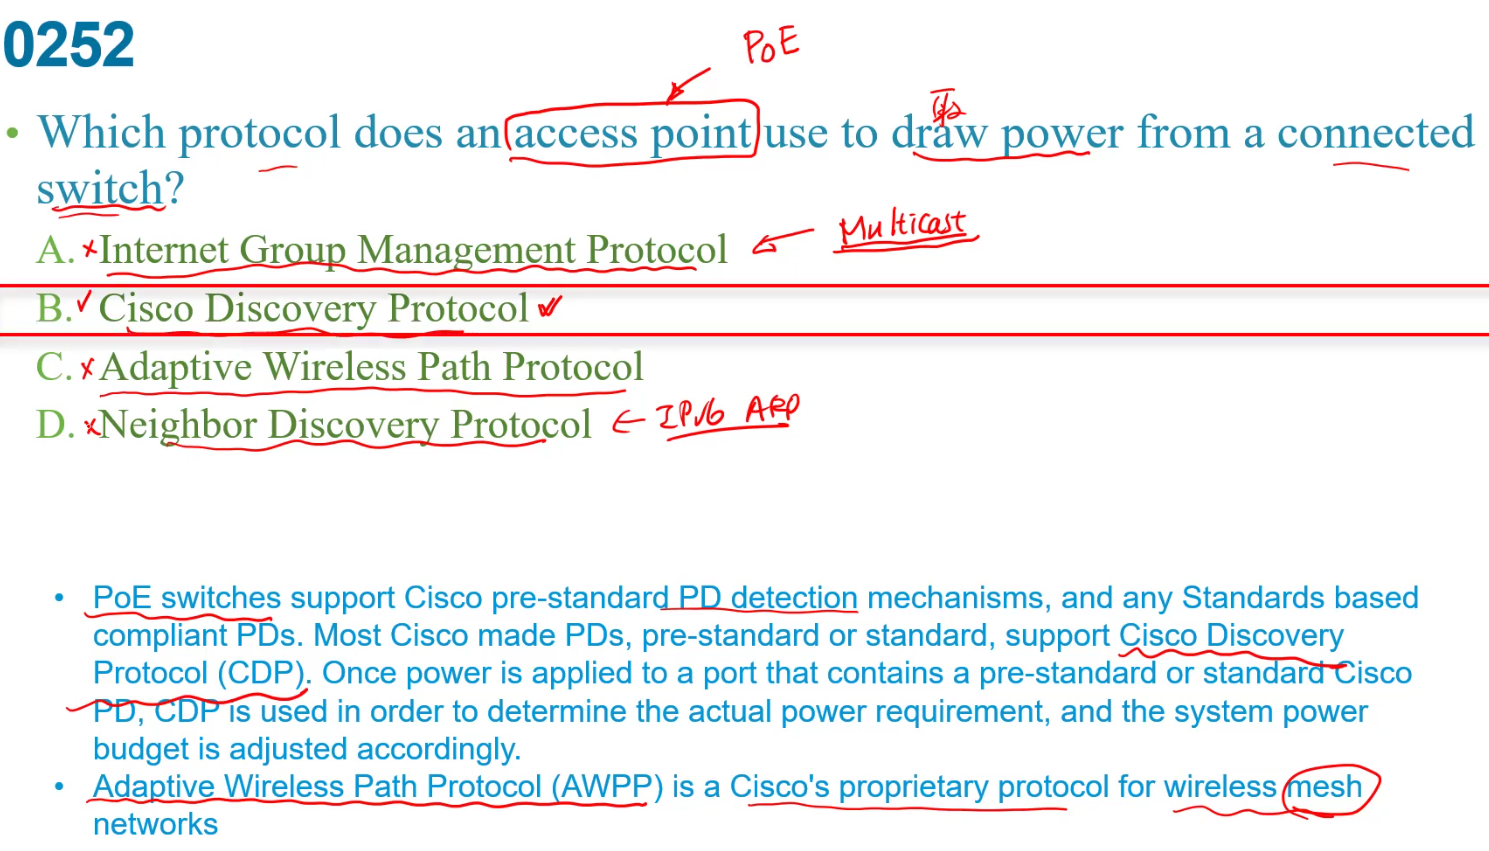 0252
PoE
• Which protocol does an access point use to draw power from a connected
switch?
A. ×Internet Group Management Protocol
Multicast
B. ✓ Cisco Discovery Protocol ✓
C. ×Adaptive Wireless Path Protocol
D. ×Neighbor Discovery Protocol ← IPv6 ARP
• PoE switches support Cisco pre-standard PD detection mechanisms, and any Standards based
compliant PDs. Most Cisco made PDs, pre-standard or standard, support Cisco Discovery
Protocol (CDP). Once power is applied to a port that contains a pre-standard or standard Cisco
PD, CDP is used in order to determine the actual power requirement, and the system power
budget is adjusted accordingly.
• Adaptive Wireless Path Protocol (AWPP) is a Cisco's proprietary protocol for wireless mesh
networks